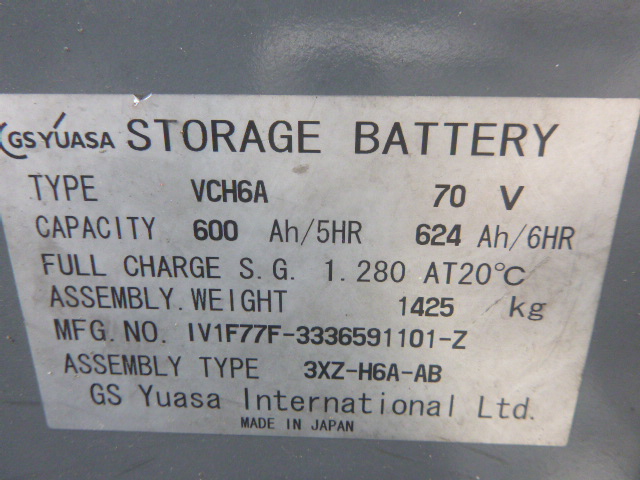 GS YUASA STORAGE BATTERY
TYPE VCH6A 70 V
CAPACITY 600 Ah/5HR 624 Ah/6HR
FULL CHARGE S.G. 1.280 AT20℃
ASSEMBLY.WEIGHT 1425 kg
MFG.NO. IV1F77F-3336591101-Z
ASSEMBLY TYPE 3XZ-H6A-AB
GS Yuasa International Ltd.
MADE IN JAPAN